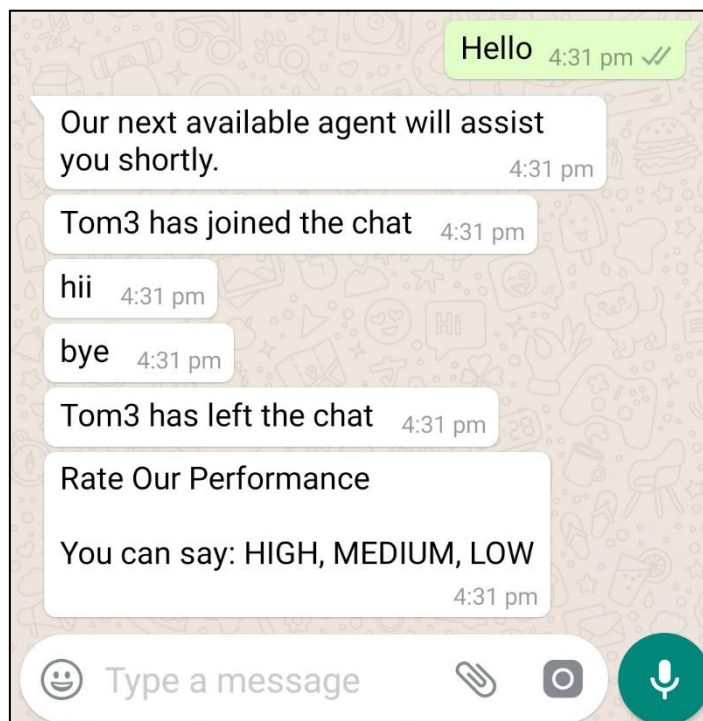 Hello 4:31 pm
Our next available agent will assist
you shortly. 4:31 pm
Tom3 has joined the chat 4:31 pm
hii 4:31 pm
bye 4:31 pm
Tom3 has left the chat 4:31 pm
Rate Our Performance
You can say: HIGH, MEDIUM, LOW
4:31 pm
Type a message